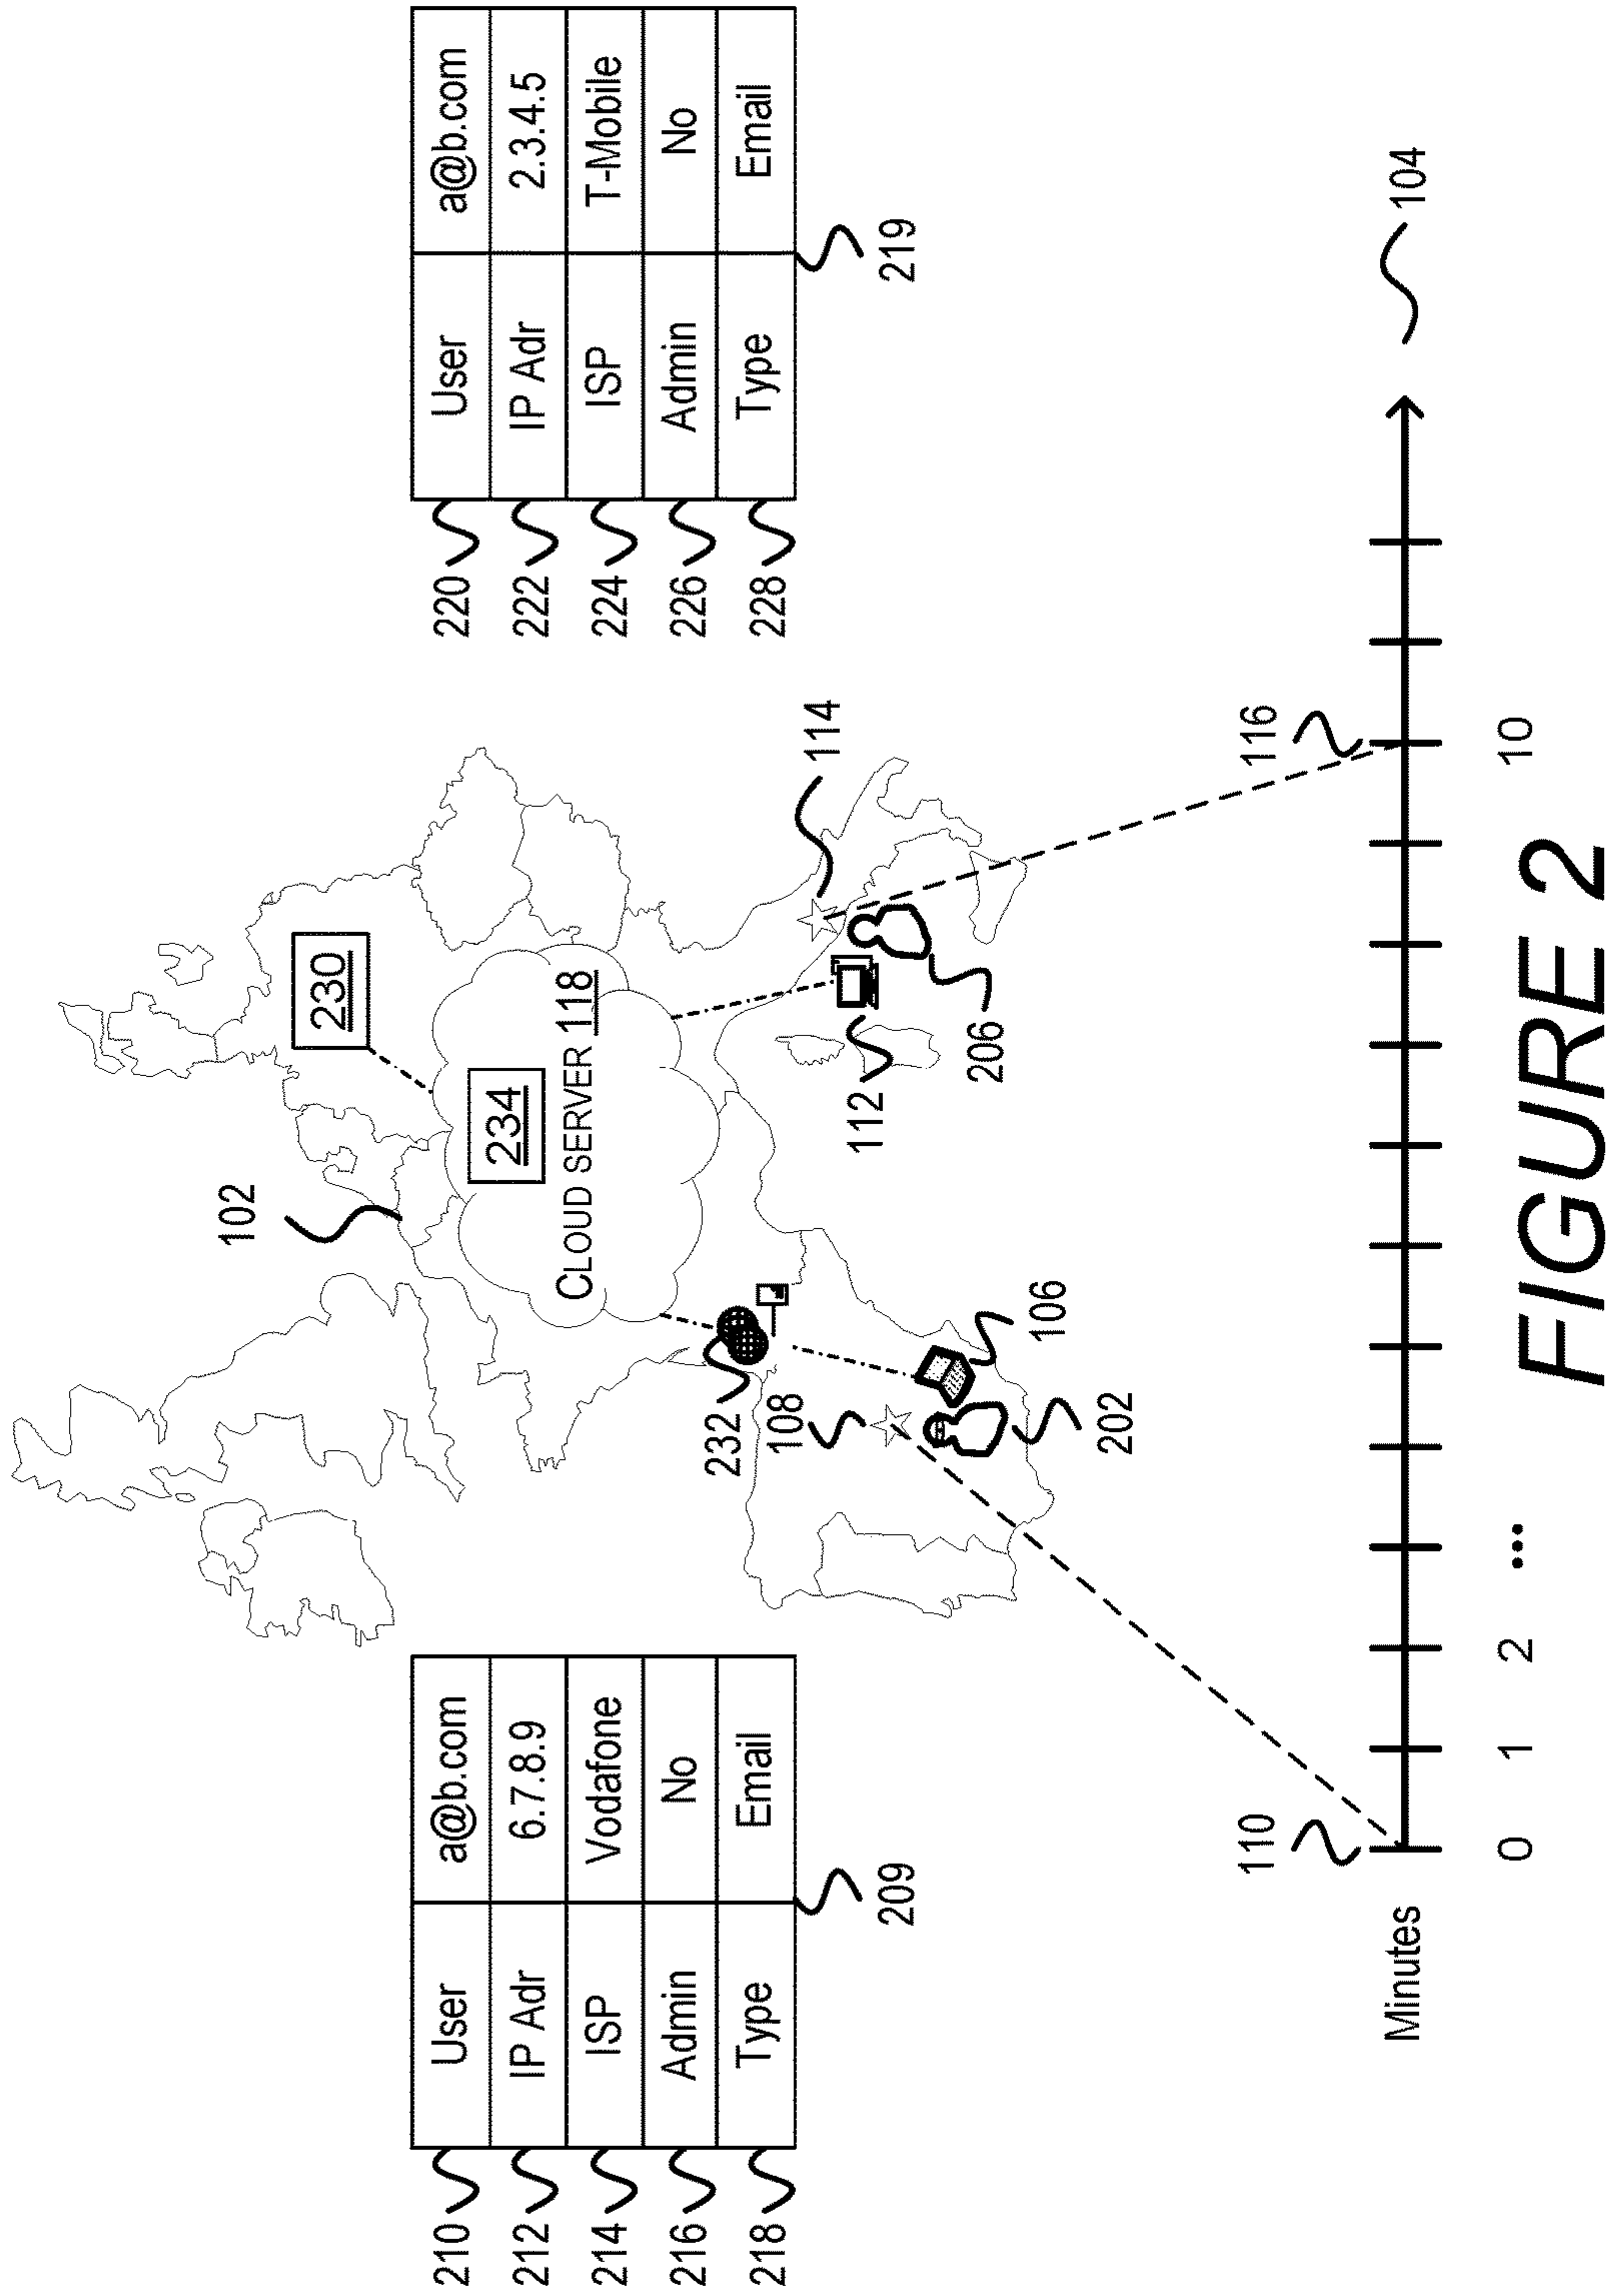 102
230
234
CLOUD SERVER 118
User a@b.com
IP Adr 6.7.8.9
ISP Vodafone
Admin No
Type Email
210
212
214
216
218
209
User a@b.com
IP Adr 2.3.4.5
ISP T-Mobile
Admin No
Type Email
220
222
224
226
228
219
232
108
202
106
112
206
114
110
116
104
Minutes
0 1 2 ... 10
FIGURE 2